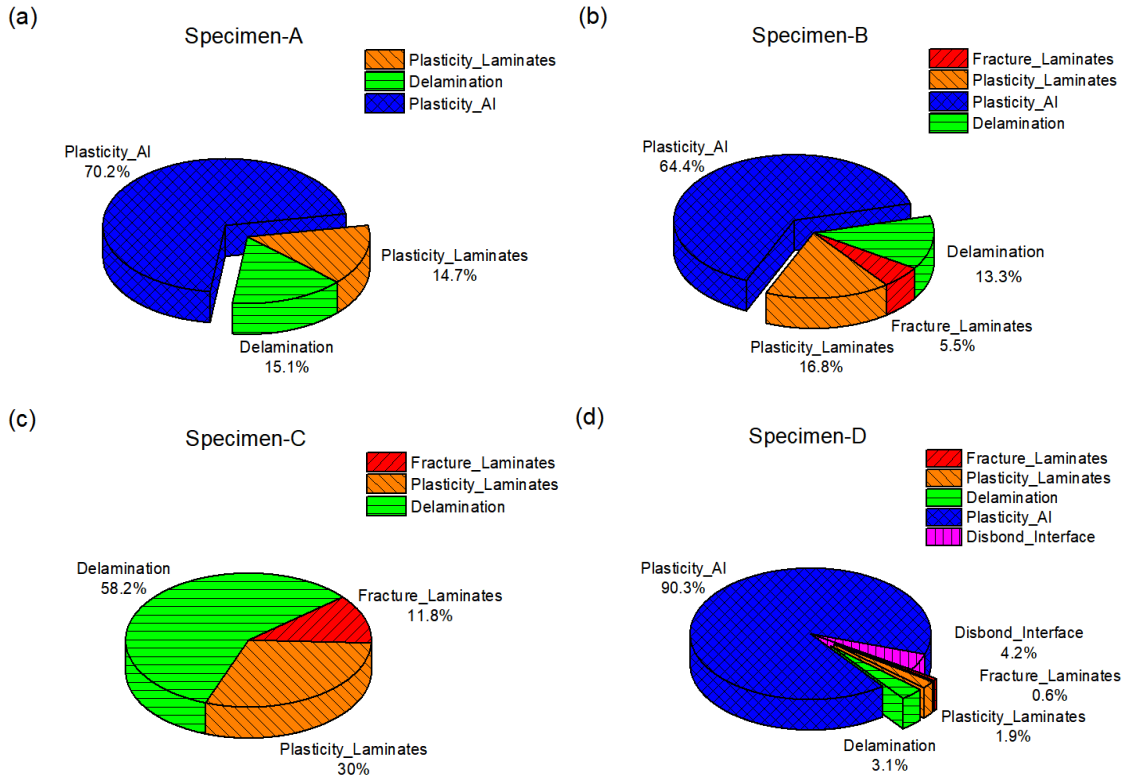 (a)
Specimen-A
Plasticity_Laminates
Delamination
Plasticity_Al
Plasticity_Al
70.2%
Plasticity_Laminates
14.7%
Delamination
15.1%
(b)
Specimen-B
Fracture_Laminates
Plasticity_Laminates
Plasticity_Al
Delamination
Plasticity_Al
64.4%
Delamination
13.3%
Fracture_Laminates
5.5%
Plasticity_Laminates
16.8%
(c)
Specimen-C
Fracture_Laminates
Plasticity_Laminates
Delamination
Delamination
58.2%
Fracture_Laminates
11.8%
Plasticity_Laminates
30%
(d)
Specimen-D
Fracture_Laminates
Plasticity_Laminates
Delamination
Plasticity_Al
Disbond_Interface
Plasticity_Al
90.3%
Disbond_Interface
4.2%
Fracture_Laminates
0.6%
Plasticity_Laminates
1.9%
Delamination
3.1%